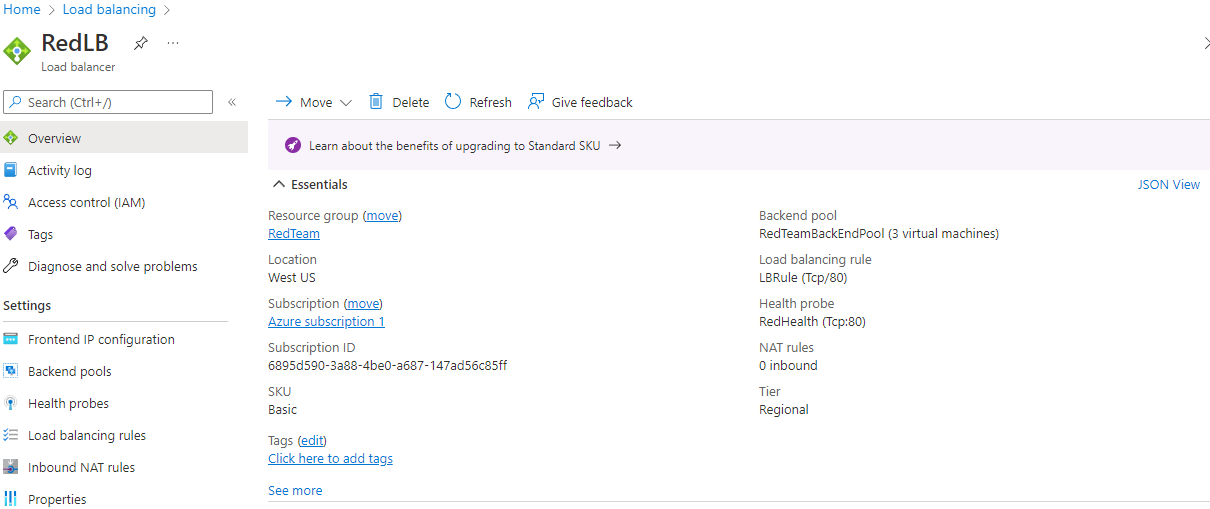 Home > Load balancing >
RedLB
...
Load balancer
Search (Ctrl+/)
«
Overview
Activity log
Access control (IAM)
Tags
Diagnose and solve problems
Settings
Frontend IP configuration
Backend pools
Health probes
Load balancing rules
Inbound NAT rules
Properties
Move Delete Refresh Give feedback
Learn about the benefits of upgrading to Standard SKU →
Essentials
JSON View
Resource group (move)
RedTeam
Location
West US
Subscription (move)
Azure subscription 1
Subscription ID
6895d590-3a88-4be0-a687-147ad56c85ff
SKU
Basic
Tags (edit)
Click here to add tags
See more
Backend pool
RedTeamBackEndPool (3 virtual machines)
Load balancing rule
LBRule (Tcp/80)
Health probe
RedHealth (Tcp:80)
NAT rules
0 inbound
Tier
Regional